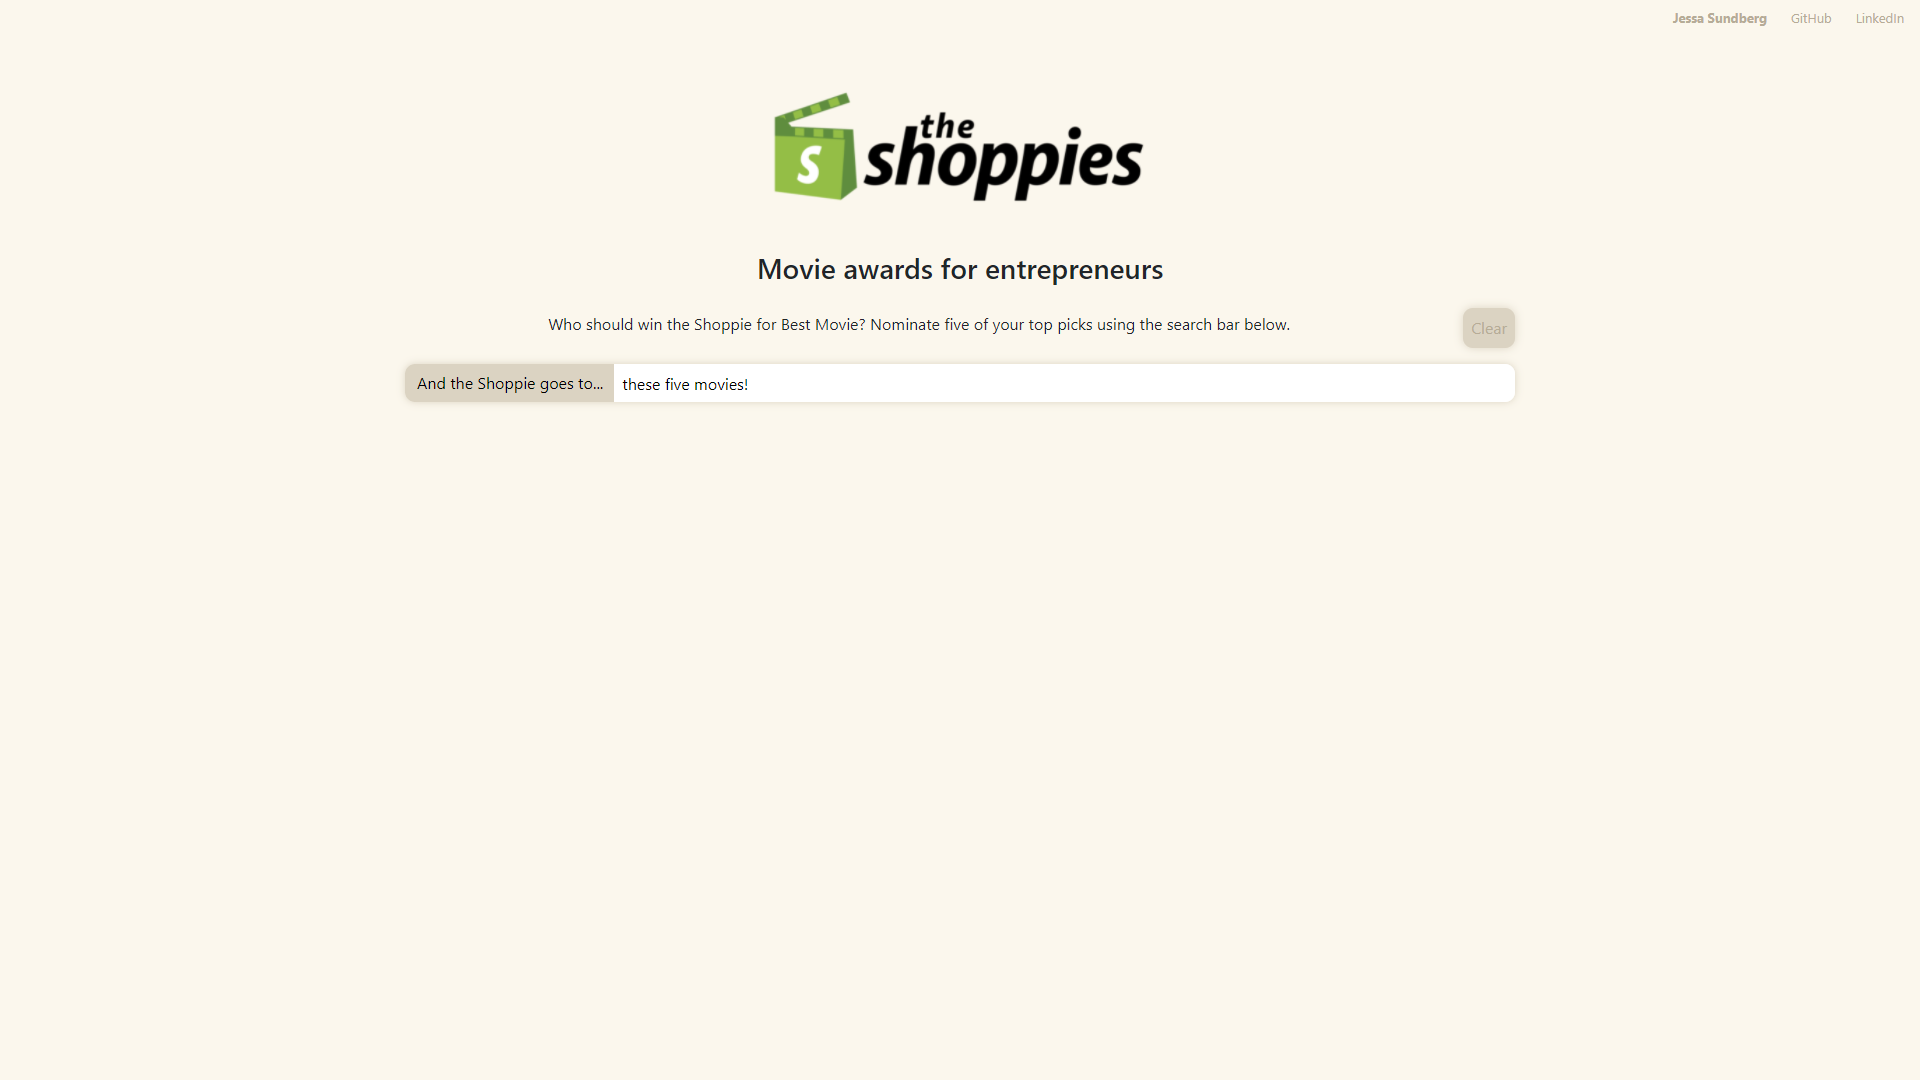 Jessa Sundberg GitHub LinkedIn
S
the
shoppies
Movie awards for entrepreneurs
Who should win the Shoppie for Best Movie? Nominate five of your top picks using the search bar below.
Clear
And the Shoppie goes to... these five movies!